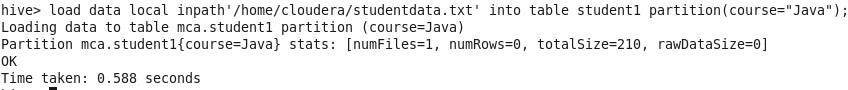 hive> load data local inpath'/home/cloudera/studentdata.txt' into table student1 partition(course="Java");
Loading data to table mca.student1 partition (course=Java)
Partition mca.student1{course=Java} stats: [numFiles=1, numRows=0, totalSize=210, rawDataSize=0]
OK
Time taken: 0.588 seconds